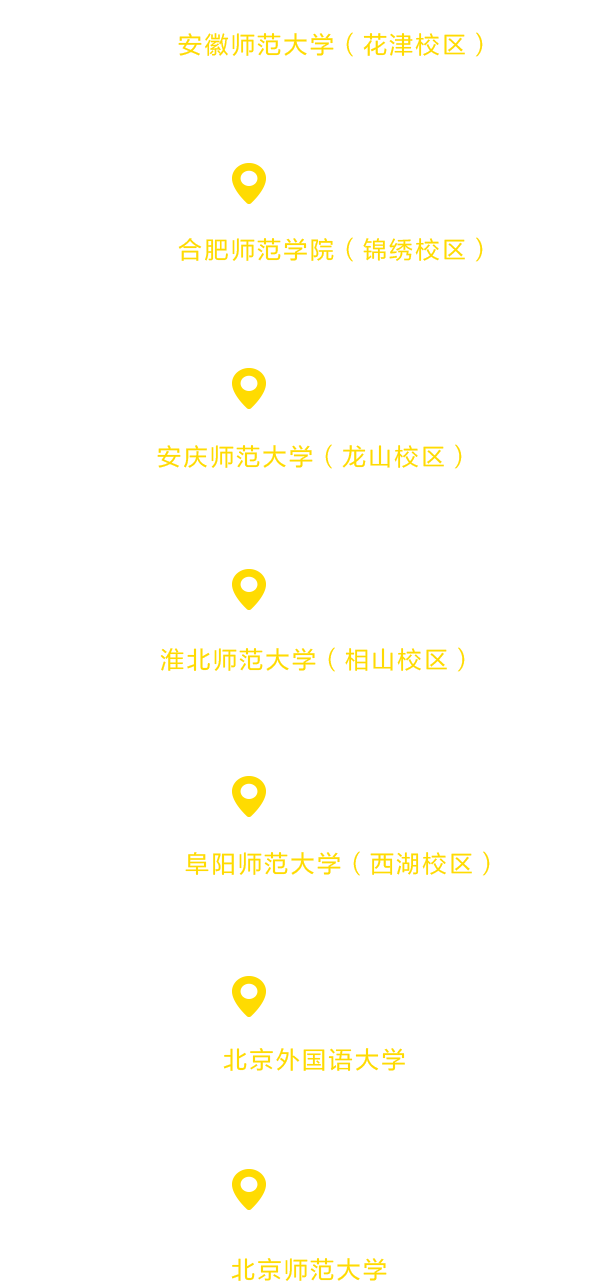 安徽师范大学（花津校区）
合肥师范学院（锦绣校区）
安庆师范大学（龙山校区）
淮北师范大学（相山校区）
阜阳师范大学（西湖校区）
北京外国语大学
北京师范大学